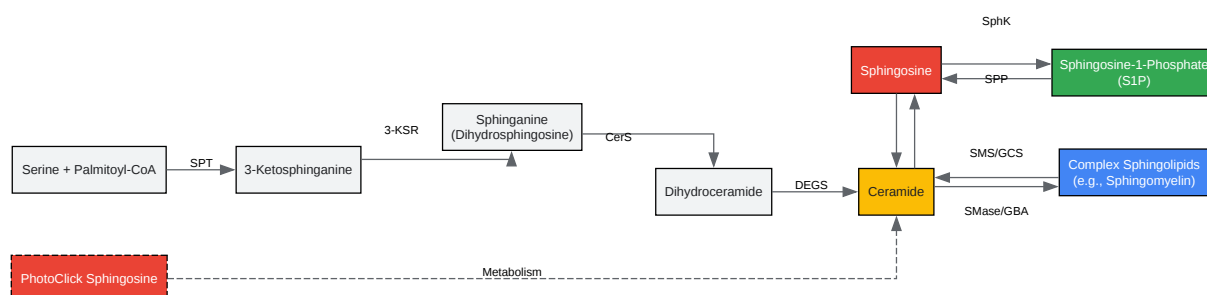 SphK
Sphingosine
Sphingosine-1-Phosphate
(S1P)
SPP
Sphinganine
(Dihydrosphingosine)
3-KSR
CerS
Serine + Palmitoyl-CoA
SPT
3-Ketosphinganine
SMS/GCS
Complex Sphingolipids
(e.g., Sphingomyelin)
Dihydroceramide
DEGS
Ceramide
SMase/GBA
PhotoClick Sphingosine
Metabolism